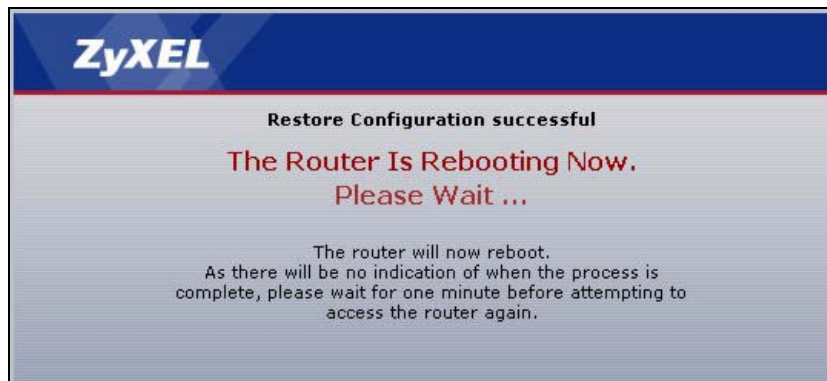 ZyXEL
Restore Configuration successful
The Router Is Rebooting Now.
Please Wait ...
The router will now reboot.
As there will be no indication of when the process is
complete, please wait for one minute before attempting to
access the router again.